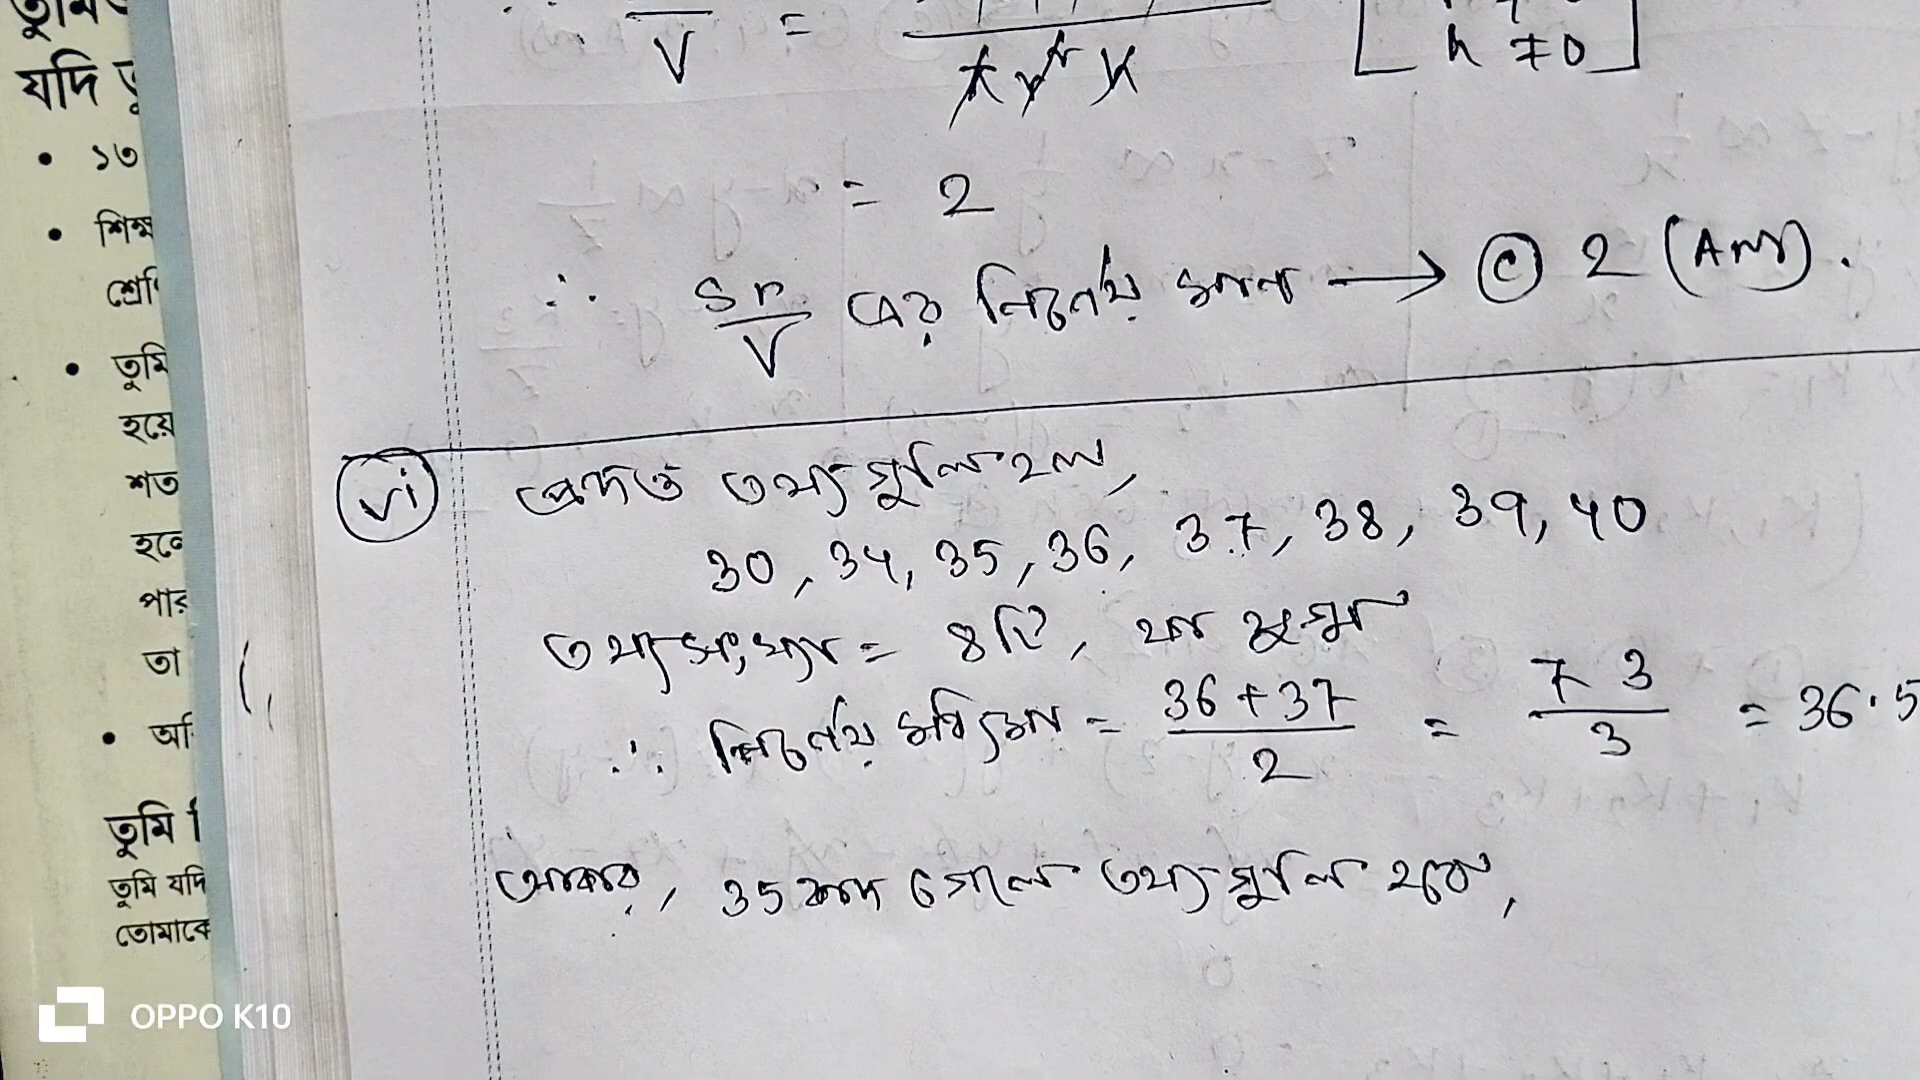 তুমি
যদি তু
১৩
শিক্ষ
শ্রেণি
তুমি
হয়ে
শত
হলে
পার
তা
তুমি
তুমি যদি
তোমাকে
V =
h ≠ 0
= 2
∴ Sr/V এর নির্ণেয় মান → (c) 2 (Ans).
(vi) প্রদত্ত তথ্যগুলি হল,
30, 34, 35, 36, 37, 38, 39, 40
তথ্যসংখ্যা = 8টি, যা যুগ্ম
∴ নির্ণেয় মধ্যমা = 36 + 37 / 2 = 73 / 3 = 36.5
আবার, 35 বাদ গেলে তথ্যগুলি হবে,
OPPO K10